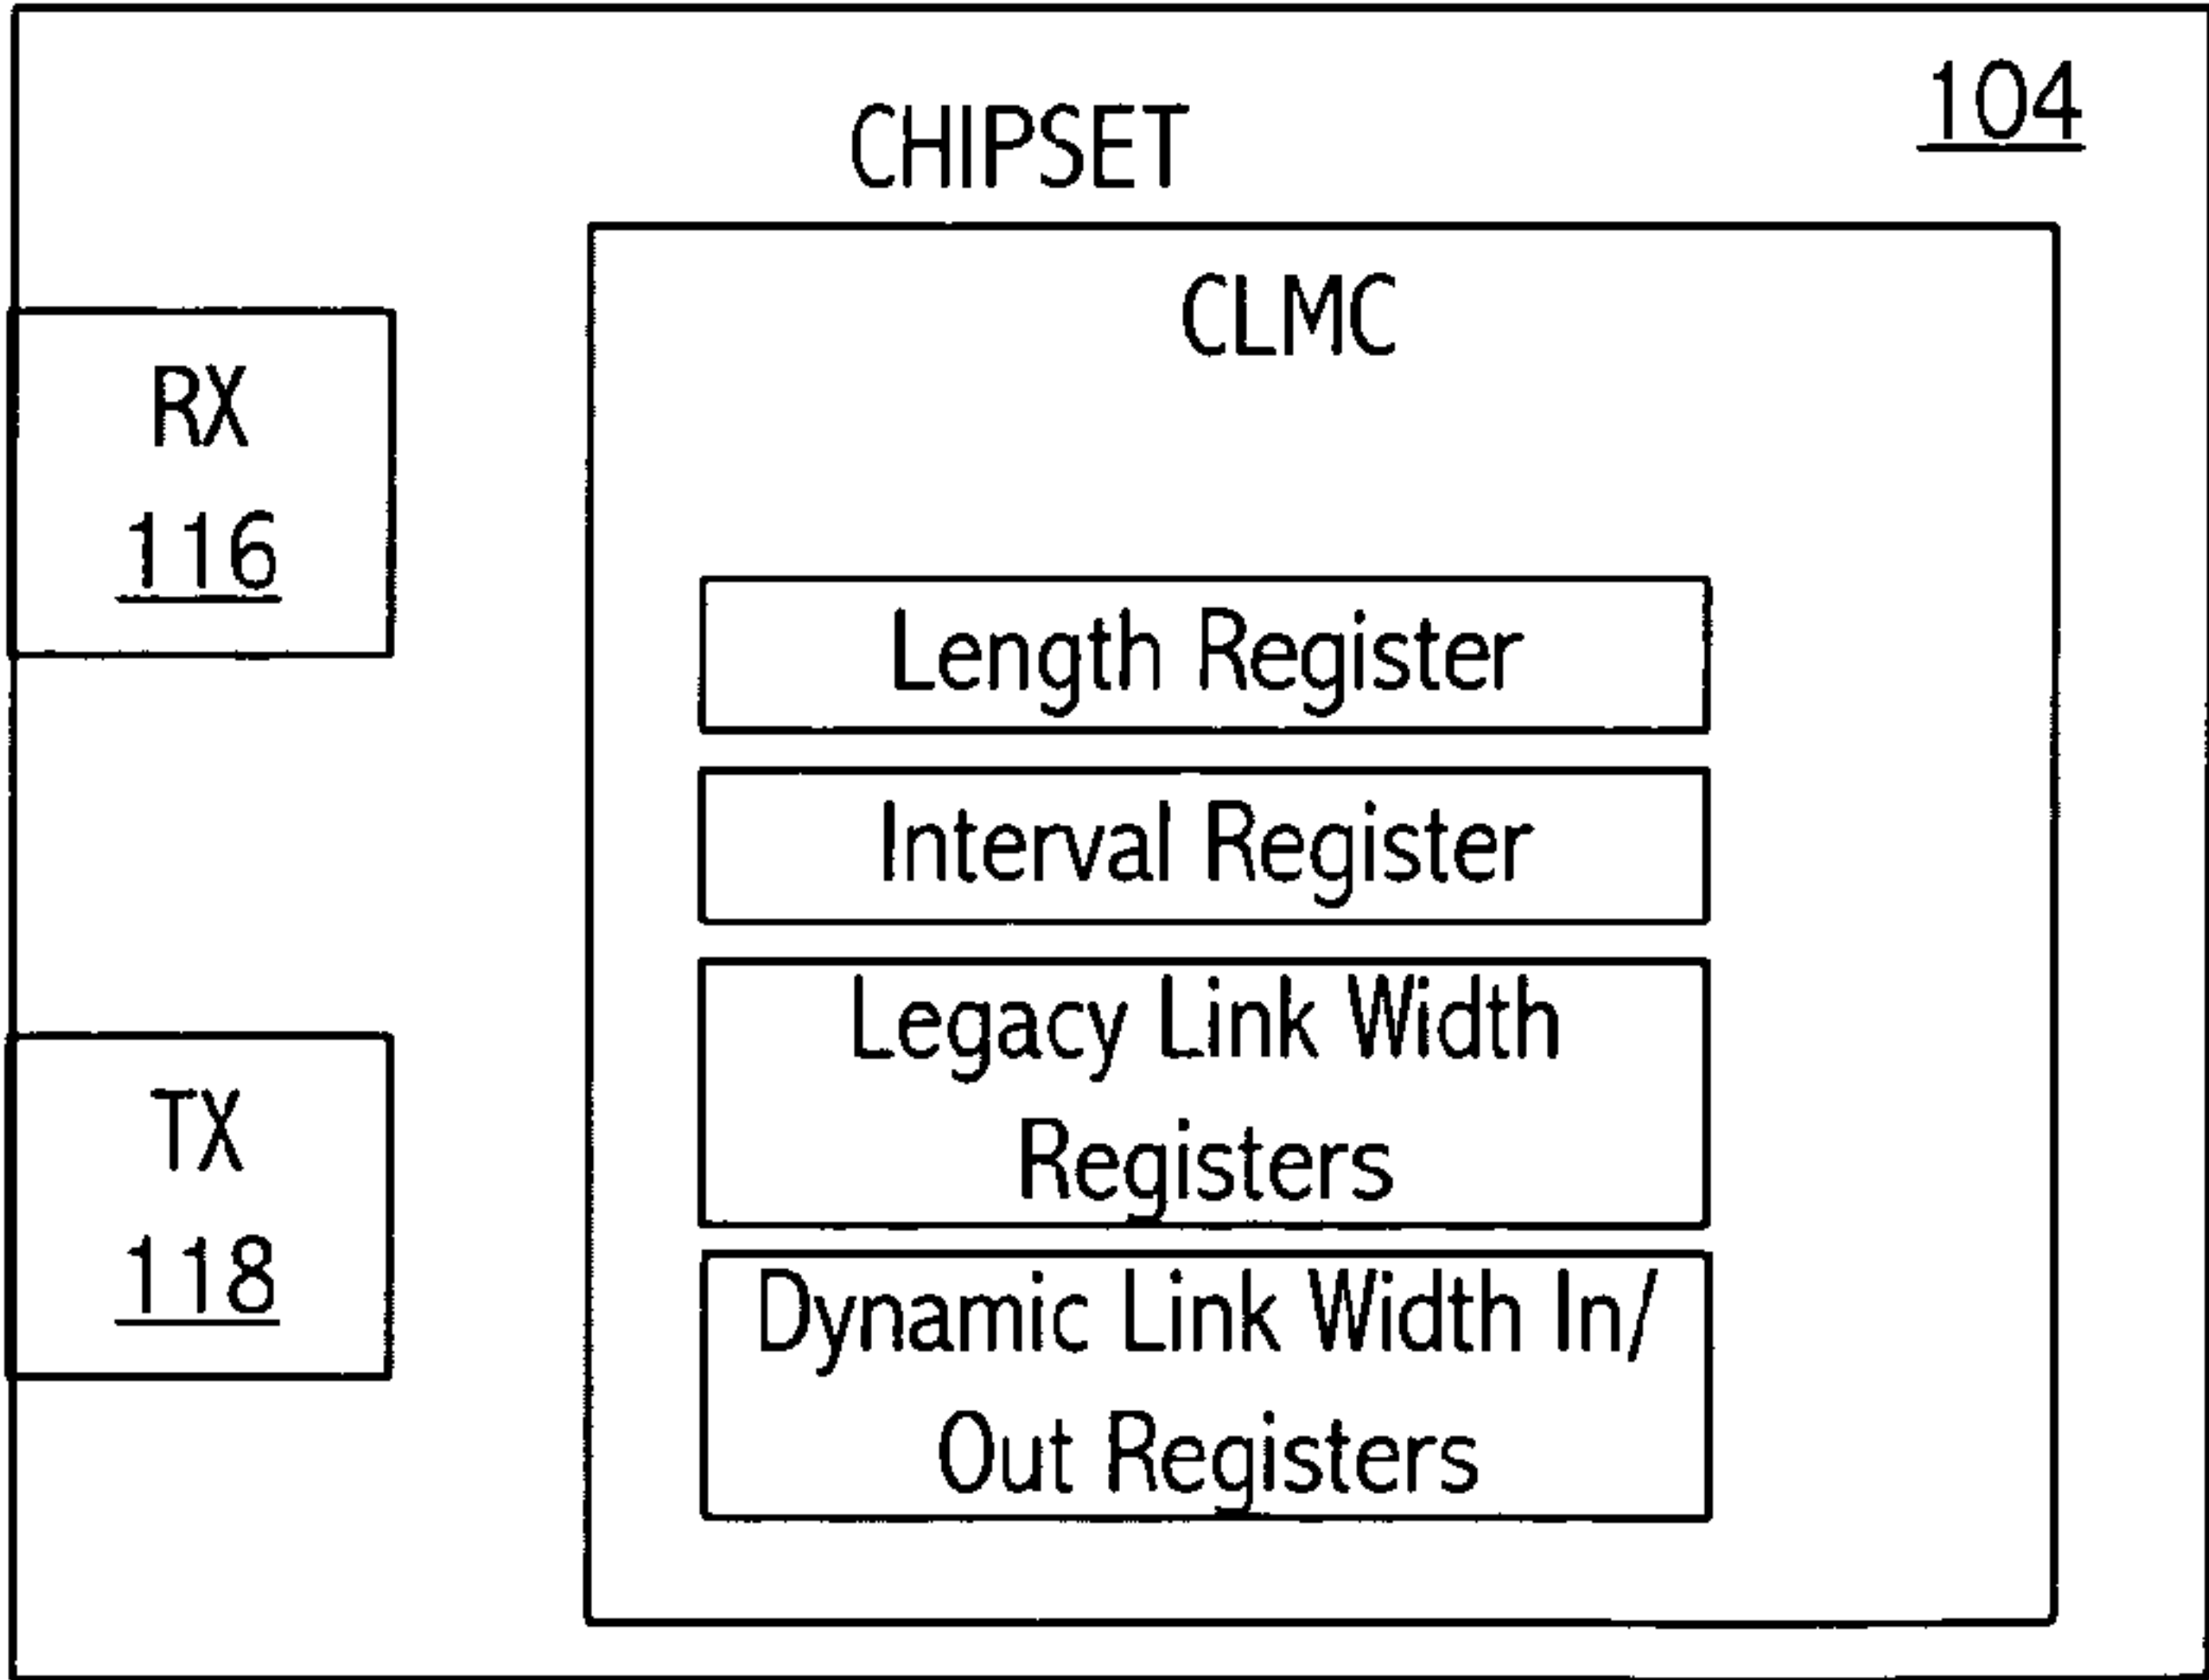 104
CHIPSET
CLMC
RX
116
Length Register
Interval Register
Legacy Link Width
Registers
TX
118
Dynamic Link Width In/
Out Registers